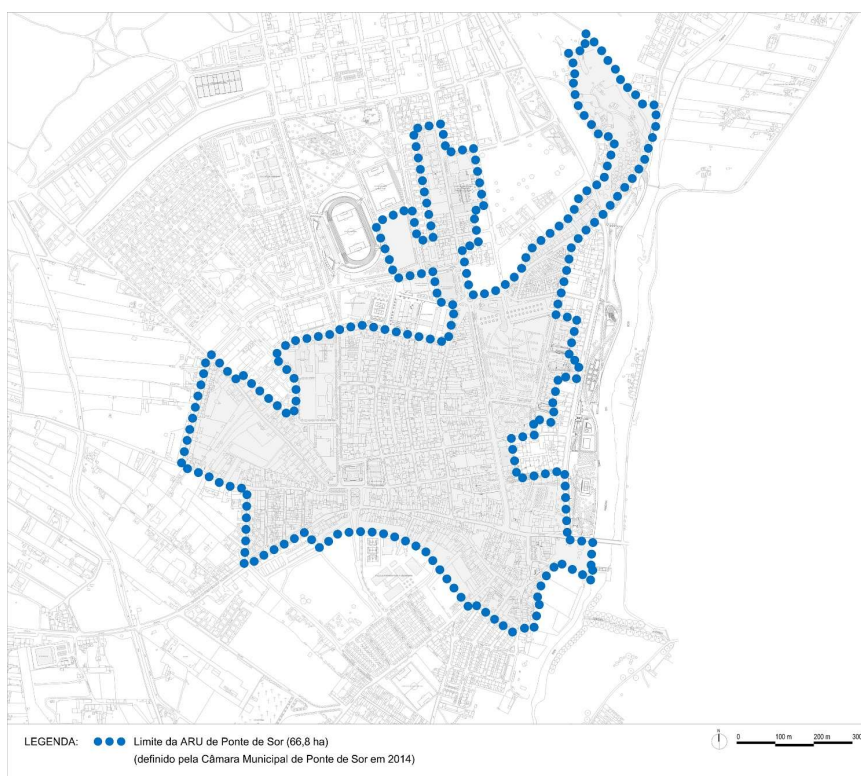 LEGENDA: Limite da ARU de Ponte de Sor (66,8 ha)
(definido pela Câmara Municipal de Ponte de Sor em 2014)
N
0 100 m 200 m 300